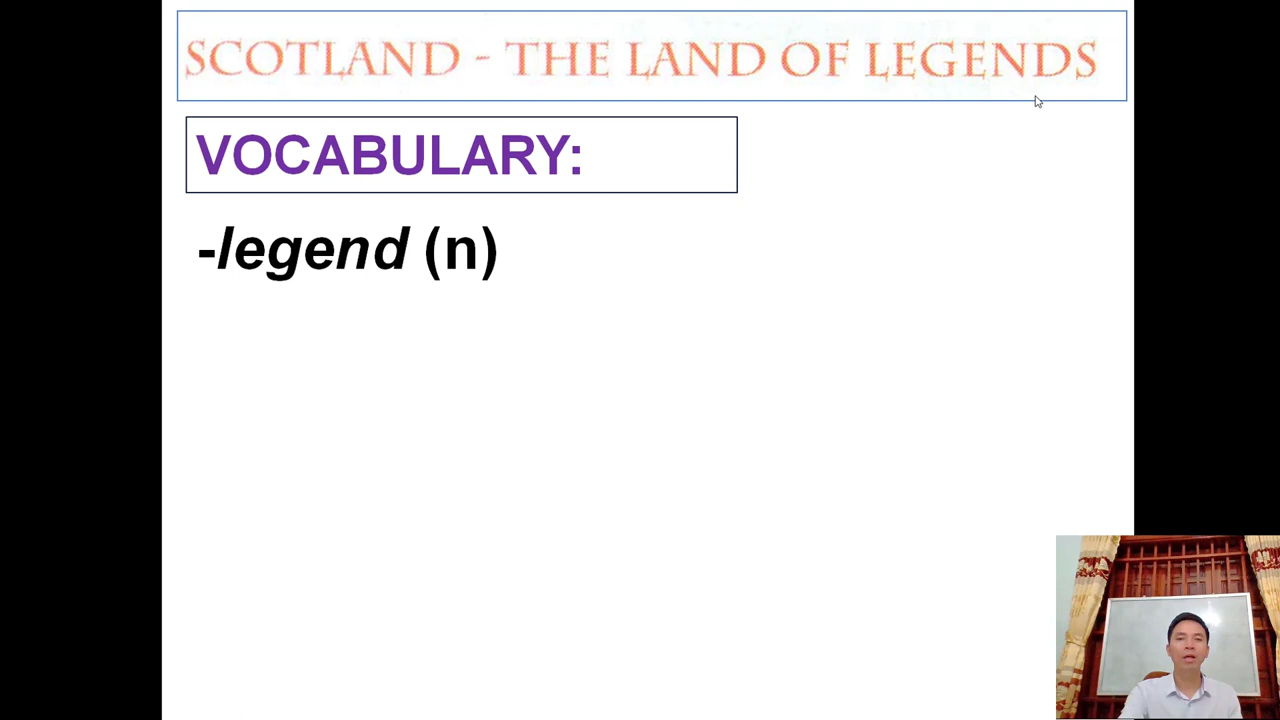 SCOTLAND - THE LAND OF LEGENDS
VOCABULARY:
-legend (n)